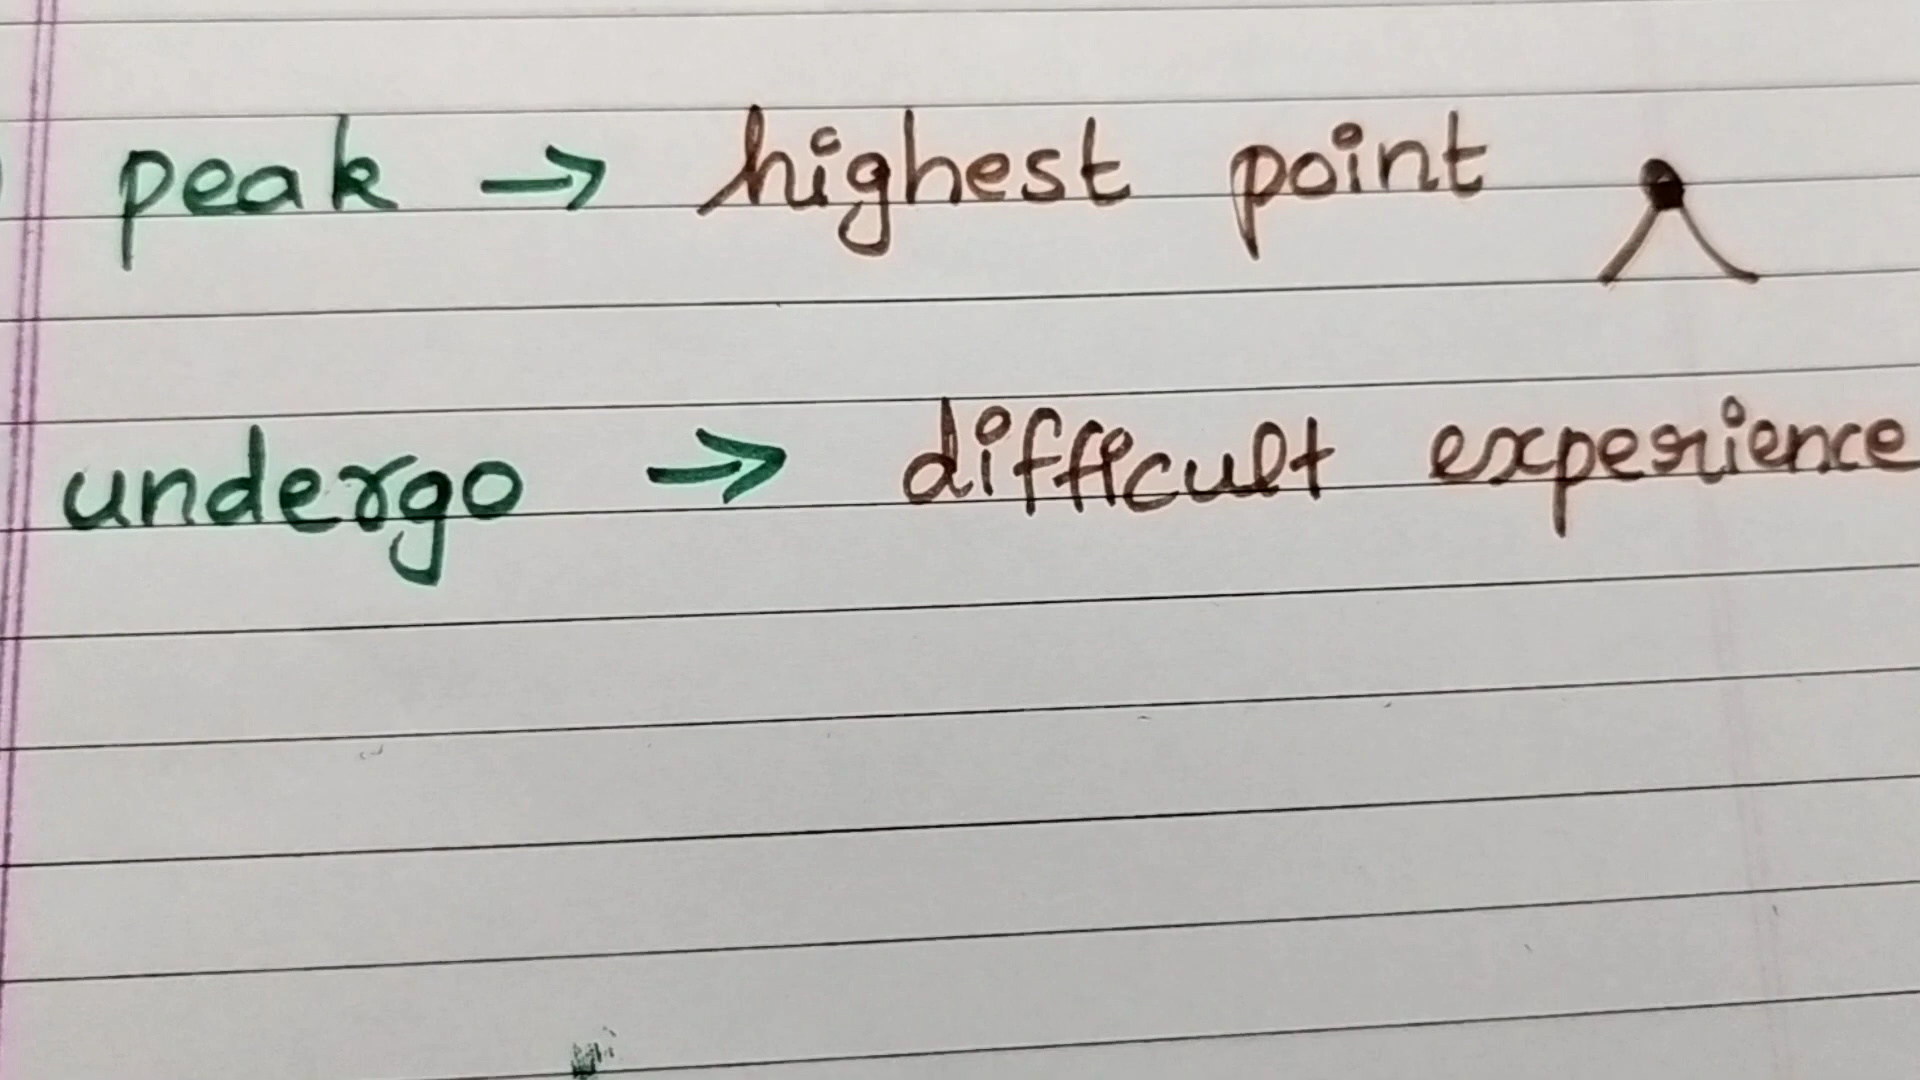 peak → highest point
undergo → difficult experience